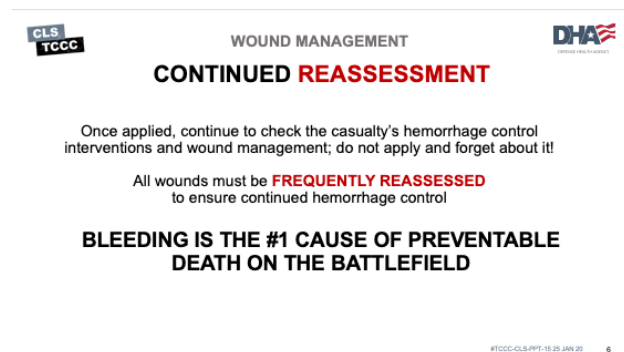 CLS
TCCC
WOUND MANAGEMENT
DHA
DEFENSE HEALTH AGENCY
CONTINUED REASSESSMENT
Once applied, continue to check the casualty's hemorrhage control
interventions and wound management; do not apply and forget about it!
All wounds must be FREQUENTLY REASSESSED
to ensure continued hemorrhage control
BLEEDING IS THE #1 CAUSE OF PREVENTABLE
DEATH ON THE BATTLEFIELD
#TCCC-CLS-PPT-15 25 JAN 20
6